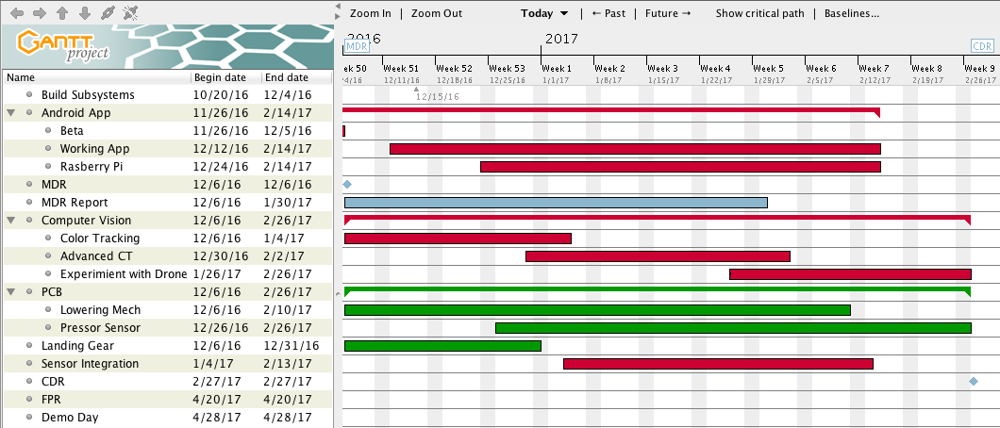 Zoom In | Zoom Out Today ▼ | ← Past | Future → Show critical path | Baselines...
GANTT project
2016 2017
MDR CDR
Name Begin date End date
ek 50 Week 51 Week 52 Week 53 Week 1 Week 2 Week 3 Week 4 Week 5 Week 6 Week 7 Week 8 Week 9
12/11/16 12/18/16 12/25/16 1/1/17 1/8/17 1/15/17 1/22/17 1/29/17 2/5/17 2/12/17 2/19/17 2/26/17
12/15/16
Build Subsystems 10/20/16 12/4/16
Android App 11/26/16 2/14/17
Beta 11/26/16 12/5/16
Working App 12/12/16 2/14/17
Rasberry Pi 12/24/16 2/14/17
MDR 12/6/16 12/6/16
MDR Report 12/6/16 1/30/17
Computer Vision 12/6/16 2/26/17
Color Tracking 12/6/16 1/4/17
Advanced CT 12/30/16 2/2/17
Experimient with Drone 1/26/17 2/26/17
PCB 12/6/16 2/26/17
Lowering Mech 12/6/16 2/10/17
Pressor Sensor 12/26/16 2/26/17
Landing Gear 12/6/16 12/31/16
Sensor Integration 1/4/17 2/13/17
CDR 2/27/17 2/27/17
FPR 4/20/17 4/20/17
Demo Day 4/28/17 4/28/17